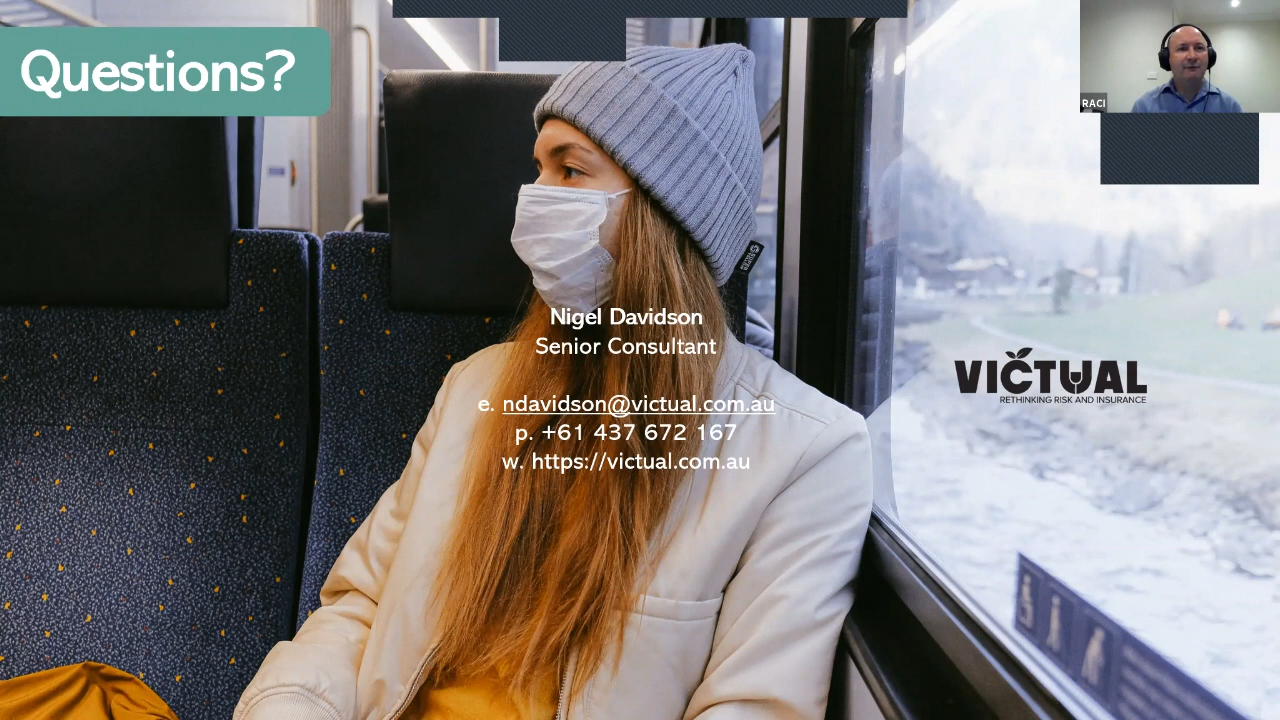 Questions?
RACI
Nigel Davidson
Senior Consultant
e. ndavidson@victual.com.au
p. +61 437 672 167
w. https://victual.com.au
VICTUAL
RETHINKING RISK AND INSURANCE